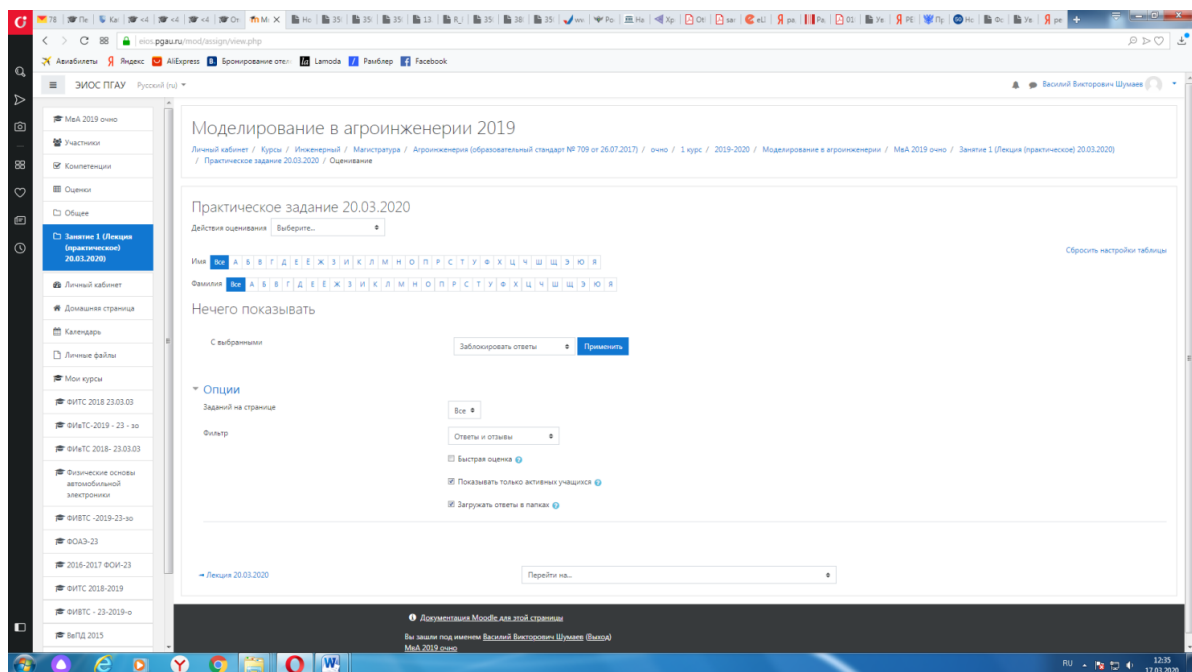 eios.pgau.ru/mod/assign/view.php
Авиабилеты Яндекс AliExpress Бронирование отел Lamoda Рамблер Facebook
ЭИОС ПГАУ Русский (ru)
Василий Викторович Шумаев
МвА 2019 очно
Участники
Компетенции
Оценки
Общее
Занятие 1 (Лекция
(практическое)
20.03.2020)
Личный кабинет
Домашняя страница
Календарь
Личные файлы
Мои курсы
ФИТС 2018 23.03.03
ФИвТС-2019 - 23 - зо
ФИвТС 2018- 23.03.03
Физические основы
автомобильной
электроники
ФИВТС -2019-23-зо
ФОАЭ-23
2016-2017 ФОИ-23
ФИТС 2018-2019
ФИВТС - 23-2019-о
ВвПД 2015
Моделирование в агроинженерии 2019
Личный кабинет / Курсы / Инженерный / Магистратура / Агроинженерия (образовательный стандарт № 709 от 26.07.2017) / очно / 1 курс / 2019-2020 / Моделирование в агроинженерии / МвА 2019 очно / Занятие 1 (Лекция (практическое) 20.03.2020)
/ Практическое задание 20.03.2020 / Оценивание
Практическое задание 20.03.2020
Действия оценивания Выберите...
Сбросить настройки таблицы
Имя Все А Б В Г Д Е Ё Ж З И К Л М Н О П Р С Т У Ф Х Ц Ч Ш Щ Э Ю Я
Фамилия Все А Б В Г Д Е Ё Ж З И К Л М Н О П Р С Т У Ф Х Ц Ч Ш Щ Э Ю Я
Нечего показывать
С выбранными Заблокировать ответы Применить
Опции
Заданий на странице Все
Фильтр Ответы и отзывы
Быстрая оценка
Показывать только активных учащихся
Загружать ответы в папках
→ Лекция 20.03.2020 Перейти на...
Документация Moodle для этой страницы
Вы зашли под именем Василий Викторович Шумаев (Выход)
МвА 2019 очно
RU 12:35
17.03.2020